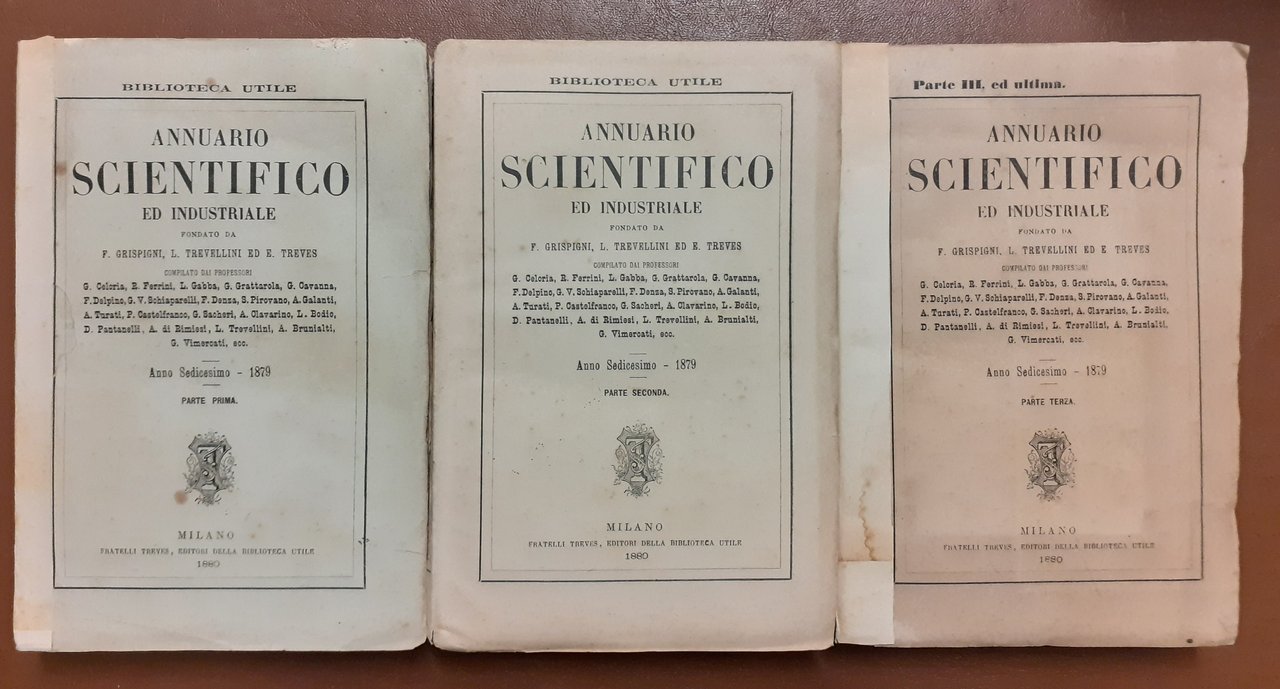 BIBLIOTECA UTILE
ANNUARIO
SCIENTIFICO
ED INDUSTRIALE
FONDATO DA
F. GRISPIGNI, L. TREVELLINI ED E. TREVES
COMPILATO DAI PROFESSORI
G. Celoria, R. Ferrini, L. Gabba, G. Grattarola, G. Cavanna,
F. Delpino, G. V. Schiaparelli, F. Denza, S. Pirovano, A. Galanti,
A. Turati, P. Castelfranco, G. Sacheri, A. Clavarino, L. Bodio,
D. Pantanelli, A. di Rimiesi, L. Trevellini, A. Brunialti,
G. Vimercati, ecc.
Anno Sedicesimo - 1879
PARTE PRIMA.
MILANO
FRATELLI TREVES, EDITORI DELLA BIBLIOTECA UTILE
1880
BIBLIOTECA UTILE
ANNUARIO
SCIENTIFICO
ED INDUSTRIALE
FONDATO DA
F. GRISPIGNI, L. TREVELLINI ED E. TREVES
COMPILATO DAI PROFESSORI
G. Celoria, R. Ferrini, L. Gabba, G. Grattarola, G. Cavanna,
F. Delpino, G. V. Schiaparelli, F. Denza, S. Pirovano, A. Galanti,
A. Turati, P. Castelfranco, G. Sacheri, A. Clavarino, L. Bodio,
D. Pantanelli, A. di Rimiesi, L. Trevellini, A. Brunialti,
G. Vimercati, ecc.
Anno Sedicesimo - 1879
PARTE SECONDA.
MILANO
FRATELLI TREVES, EDITORI DELLA BIBLIOTECA UTILE
1880
Parte III, ed ultima.
ANNUARIO
SCIENTIFICO
ED INDUSTRIALE
FONDATO DA
F. GRISPIGNI, L. TREVELLINI ED E TREVES
COMPILATO DAI PROFESSORI
G. Celoria, R. Ferrini, L. Gabba, G. Grattarola, G. Cavanna,
F. Delpino, G. V. Schiaparelli, F. Denza, S. Pirovano, A. Galanti,
A. Turati, P. Castelfranco, G. Sacheri, A. Clavarino, L. Bodio,
D. Pantanelli, A. di Rimiesi, L. Trevellini, A. Brunialti,
G. Vimercati, ecc.
Anno Sedicesimo - 1879
PARTE TERZA.
MILANO
FRATELLI TREVES, EDITORI DELLA BIBLIOTECA UTILE
1880